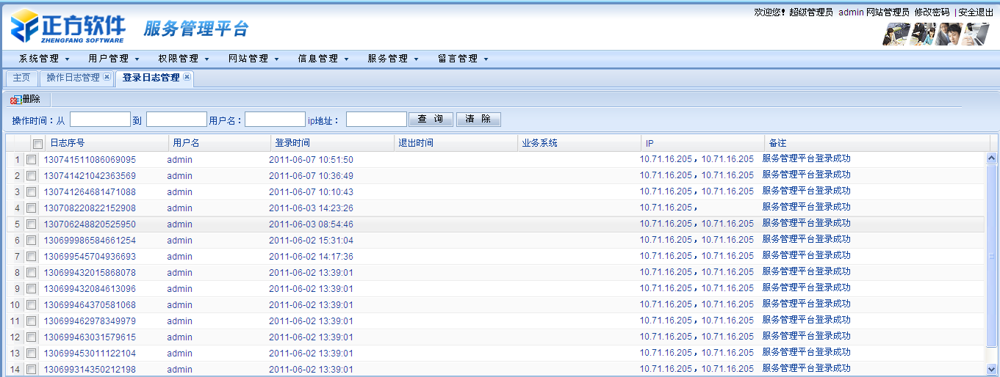 欢迎您! 超级管理员 admin 网站管理员 修改密码 | 安全退出
正方软件 服务管理平台
ZHENGFANG SOFTWARE
系统管理 用户管理 权限管理 网站管理 信息管理 服务管理 留言管理
主页 操作日志管理 登录日志管理
删除
操作时间：从 到 用户名： ip地址： 查 询 清 除
日志序号 用户名 登录时间 退出时间 业务系统 IP 备注
1 130741511086069095 admin 2011-06-07 10:51:50 10.71.16.205，10.71.16.205 服务管理平台登录成功
2 130741421042363569 admin 2011-06-07 10:36:49 10.71.16.205，10.71.16.205 服务管理平台登录成功
3 130741264681471088 admin 2011-06-07 10:10:43 10.71.16.205，10.71.16.205 服务管理平台登录成功
4 130708220822152908 admin 2011-06-03 14:23:26 10.71.16.205， 服务管理平台登录成功
5 130706248820525950 admin 2011-06-03 08:54:46 10.71.16.205，10.71.16.205 服务管理平台登录成功
6 130699986584661254 admin 2011-06-02 15:31:04 10.71.16.205，10.71.16.205 服务管理平台登录成功
7 130699545704936693 admin 2011-06-02 14:17:36 10.71.16.205，10.71.16.205 服务管理平台登录成功
8 130699432015868078 admin 2011-06-02 13:39:01 10.71.16.205，10.71.16.205 服务管理平台登录成功
9 130699432084613096 admin 2011-06-02 13:39:01 10.71.16.205，10.71.16.205 服务管理平台登录成功
10 130699464370581068 admin 2011-06-02 13:39:01 10.71.16.205，10.71.16.205 服务管理平台登录成功
11 130699462978349979 admin 2011-06-02 13:39:01 10.71.16.205，10.71.16.205 服务管理平台登录成功
12 130699463031579615 admin 2011-06-02 13:39:01 10.71.16.205，10.71.16.205 服务管理平台登录成功
13 130699453011122104 admin 2011-06-02 13:39:01 10.71.16.205，10.71.16.205 服务管理平台登录成功
14 130699314350212198 admin 2011-06-02 13:39:01 10.71.16.205，10.71.16.205 服务管理平台登录成功